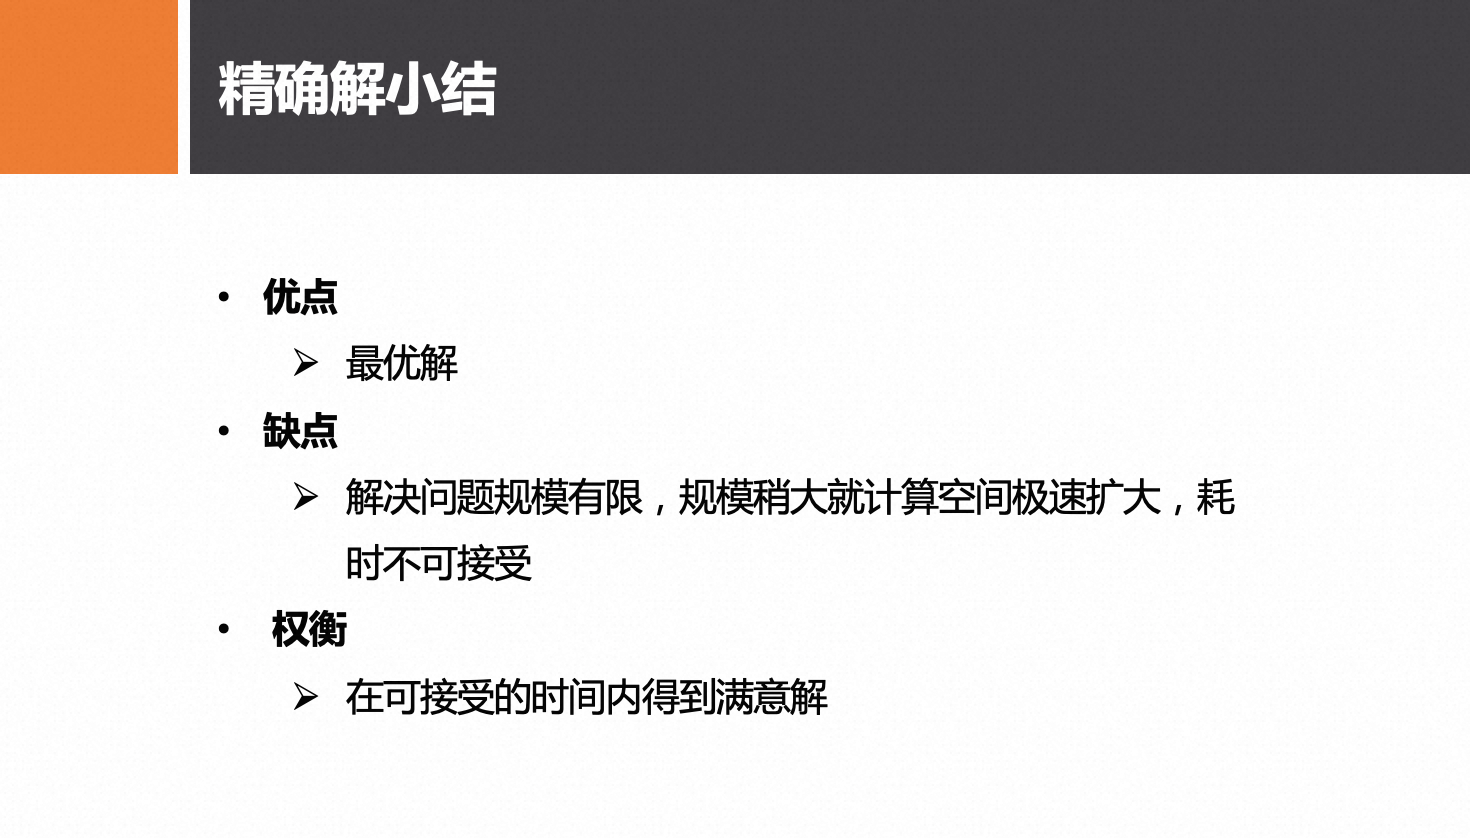 精确解小结
• 优点
➢ 最优解
• 缺点
➢ 解决问题规模有限，规模稍大就计算空间极速扩大，耗
时不可接受
• 权衡
➢ 在可接受的时间内得到满意解